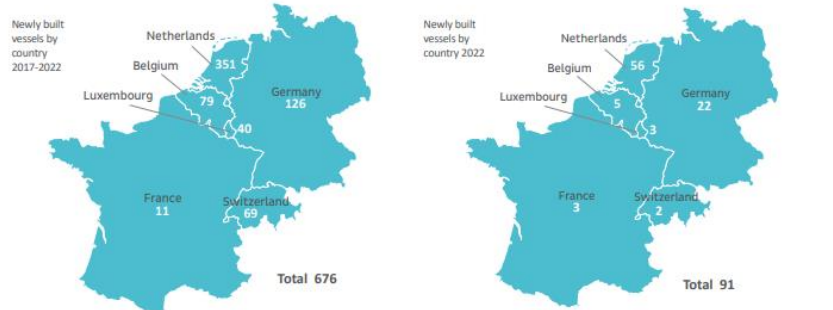 Newly built
vessels by
country
2017-2022
Netherlands
351
Belgium
79
Luxembourg
40
Germany
126
France
11
Switzerland
69
Total 676
Newly built
vessels by
country 2022
Netherlands
56
Belgium
5
Luxembourg
3
Germany
22
France
3
Switzerland
2
Total 91